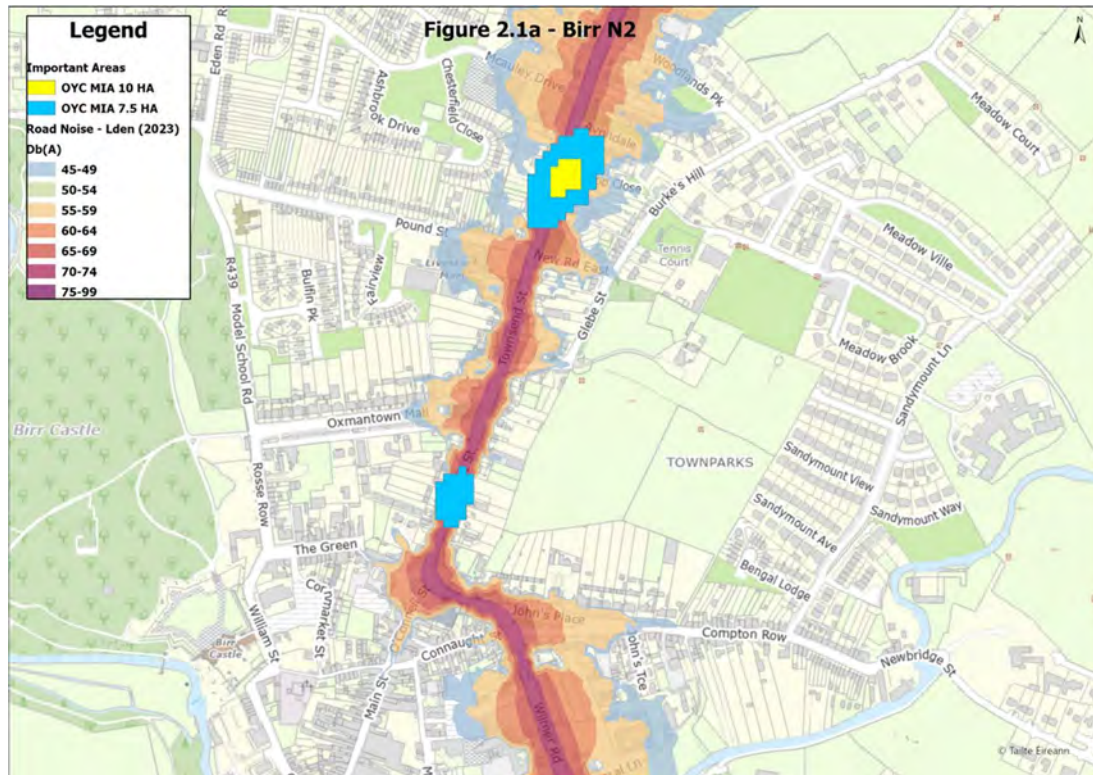 Legend
Important Areas
OYC MIA 10 HA
OYC MIA 7.5 HA
Road Noise - Lden (2023)
Db(A)
45-49
50-54
55-59
60-64
65-69
70-74
75-99
Figure 2.1a - Birr N2
N
Eden Rd
Mcauley Drive
Woodlands Pk
Chesterfield Close
Ashbrook Drive
Meadow Court
Close
Burke's Hill
Pound St
Tennis
Court
Meadow Ville
New Rd East
Fairview
Bulfin Pk
R439
Model School Rd
Glebe St
Townsend St
Meadow Brook
Sandymount Ln
Oxmantown Mall
Birr Castle
St
TOWNPARKS
Sandymount View
Sandymount Way
Sandymount Ave
Rosse Row
The Green
Bengal Lodge
Cornmarket St
William St
John's Place
Connaught St
Compton Row
John's Tce
Newbridge St
Birr
Castle
Main St
Wilmer Rd
© Tailte Éireann